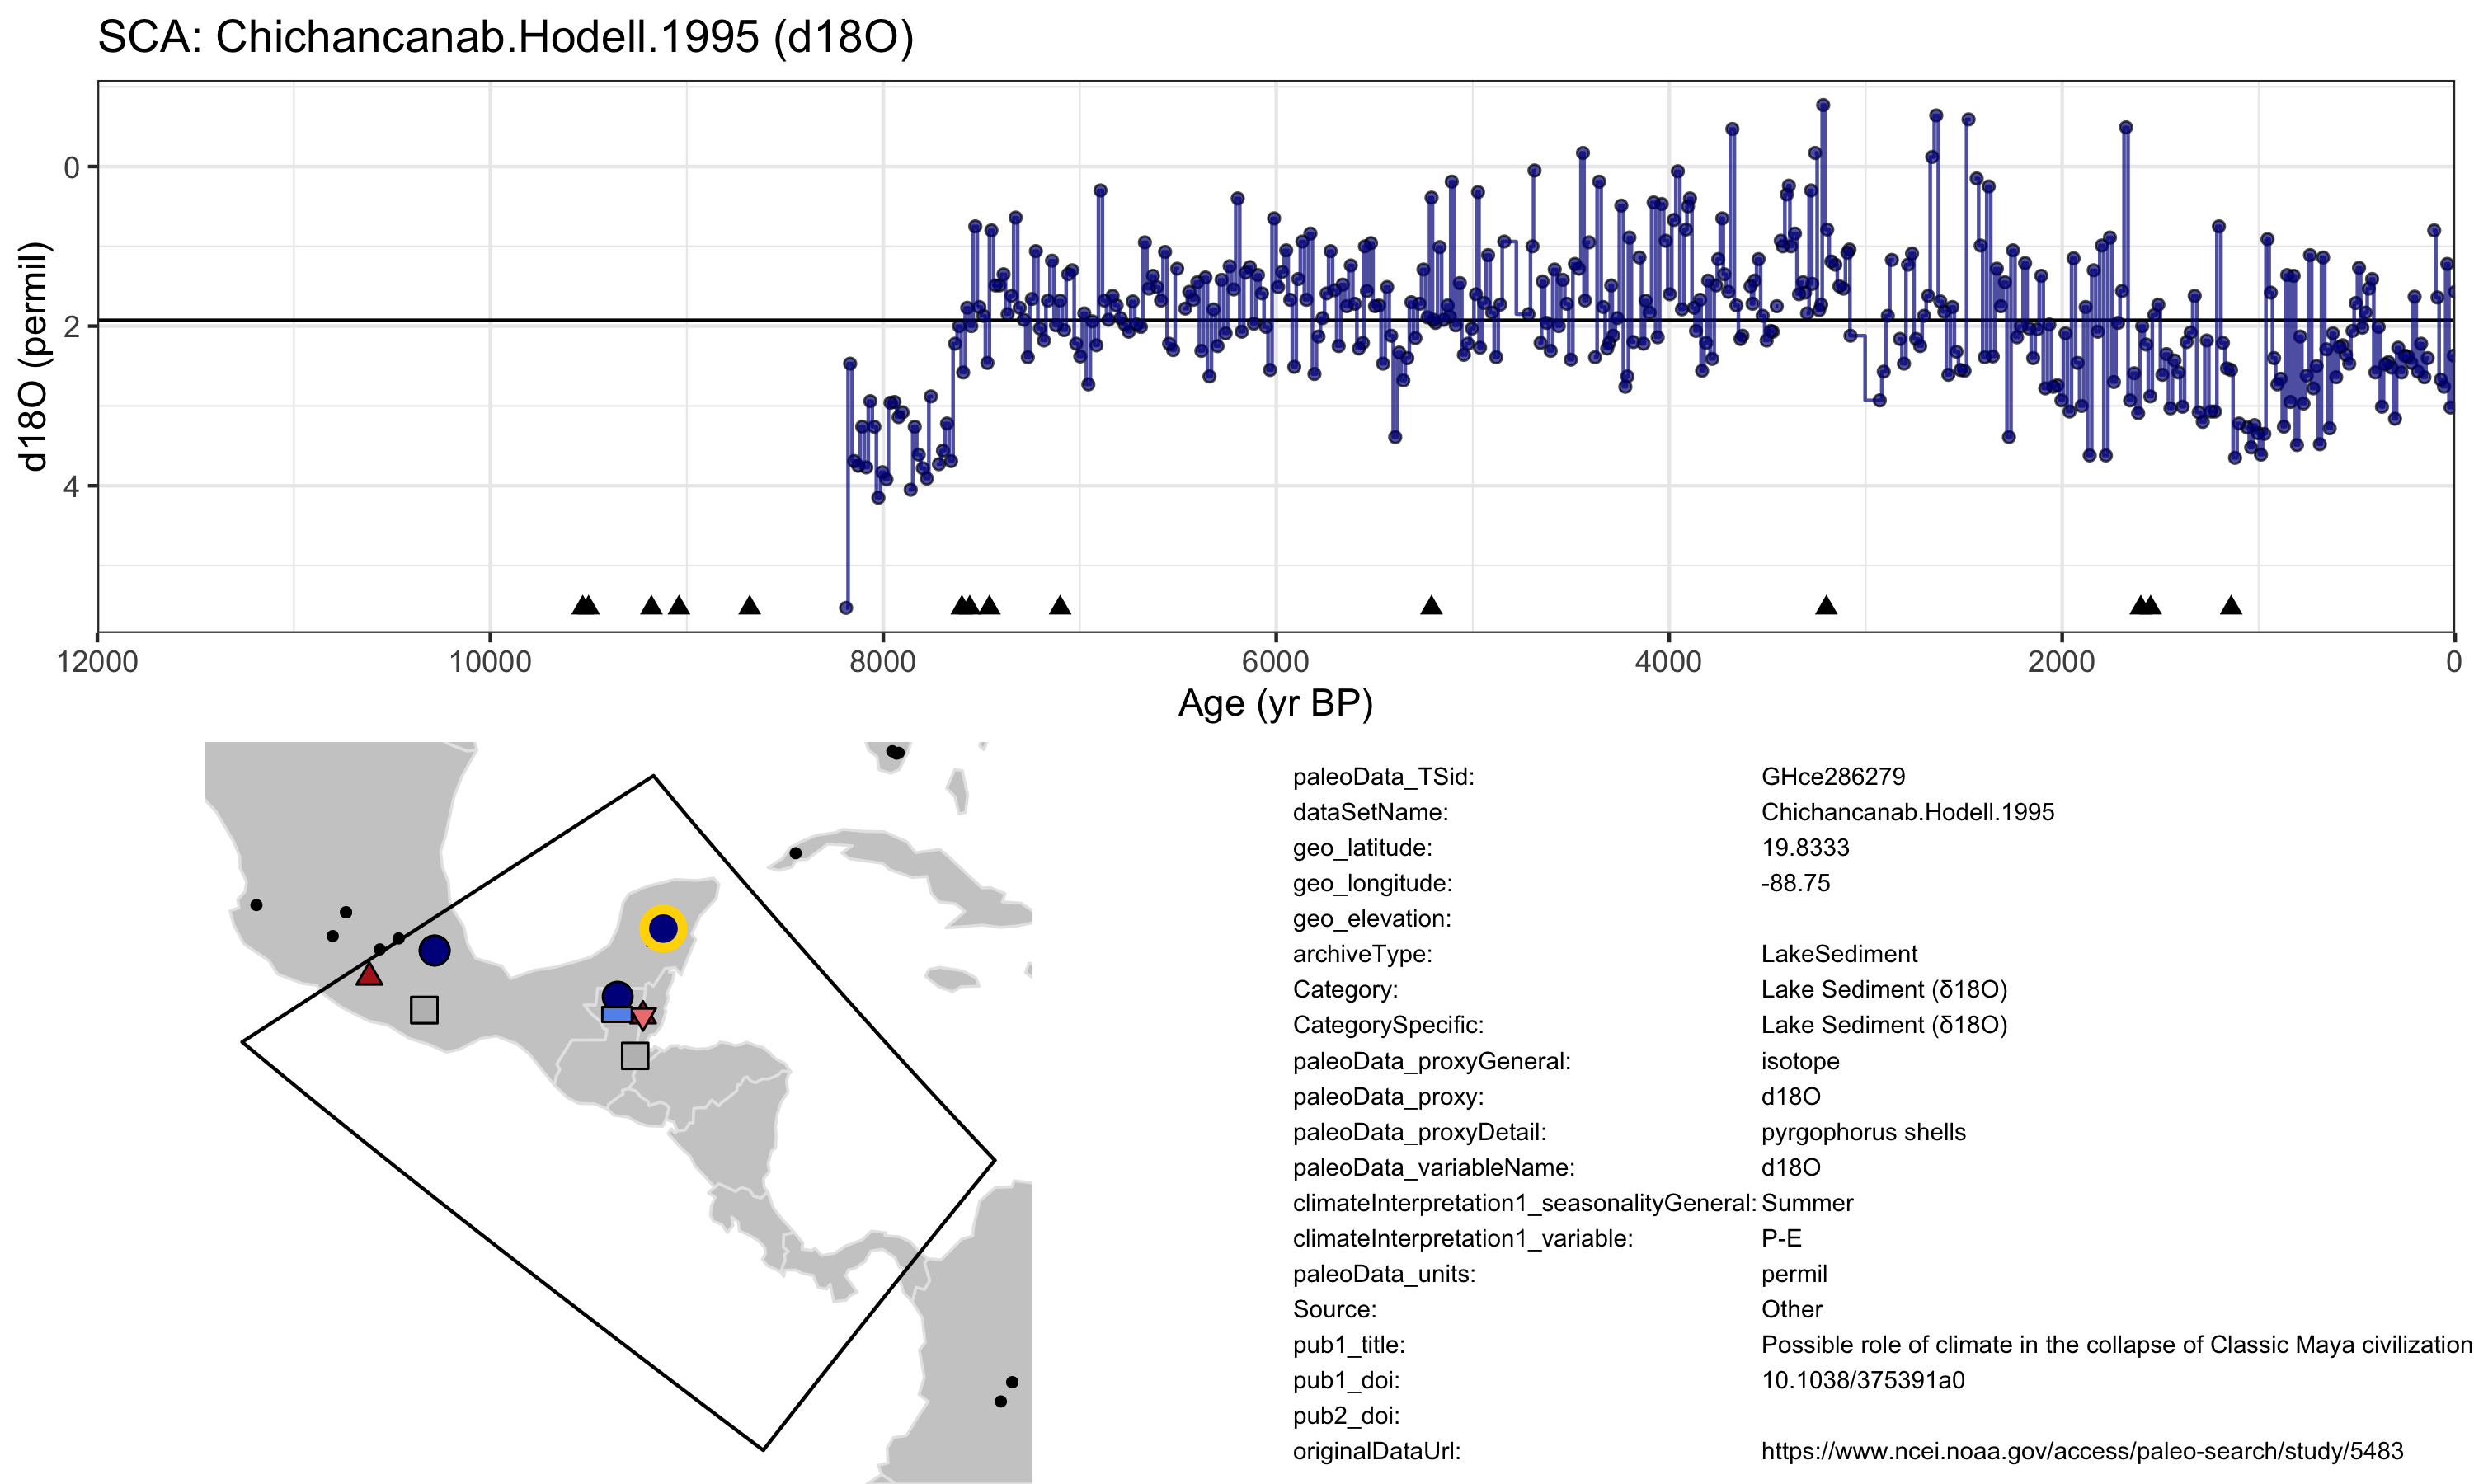 SCA: Chichancanab.Hodell.1995 (d18O)
d18O (permil)
0
2
4
12000 10000 8000 6000 4000 2000 0
Age (yr BP)
paleoData_TSid: GHce286279
dataSetName: Chichancanab.Hodell.1995
geo_latitude: 19.8333
geo_longitude: -88.75
geo_elevation:
archiveType: LakeSediment
Category: Lake Sediment (δ18O)
CategorySpecific: Lake Sediment (δ18O)
paleoData_proxyGeneral: isotope
paleoData_proxy: d18O
paleoData_proxyDetail: pyrgophorus shells
paleoData_variableName: d18O
climateInterpretation1_seasonalityGeneral: Summer
climateInterpretation1_variable: P-E
paleoData_units: permil
Source: Other
pub1_title: Possible role of climate in the collapse of Classic Maya civilization
pub1_doi: 10.1038/375391a0
pub2_doi:
originalDataUrl: https://www.ncei.noaa.gov/access/paleo-search/study/5483